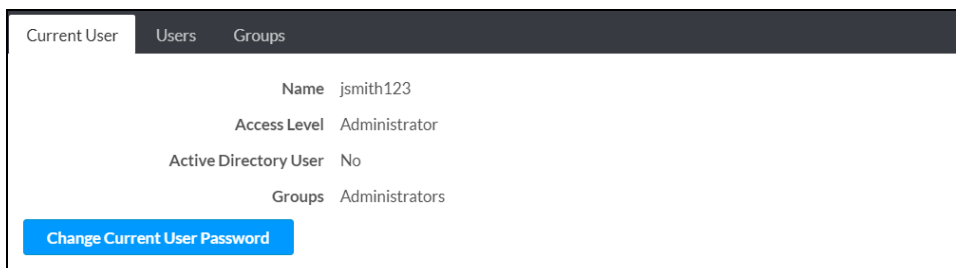 Current User Users Groups
Name jsmith123
Access Level Administrator
Active Directory User No
Groups Administrators
Change Current User Password